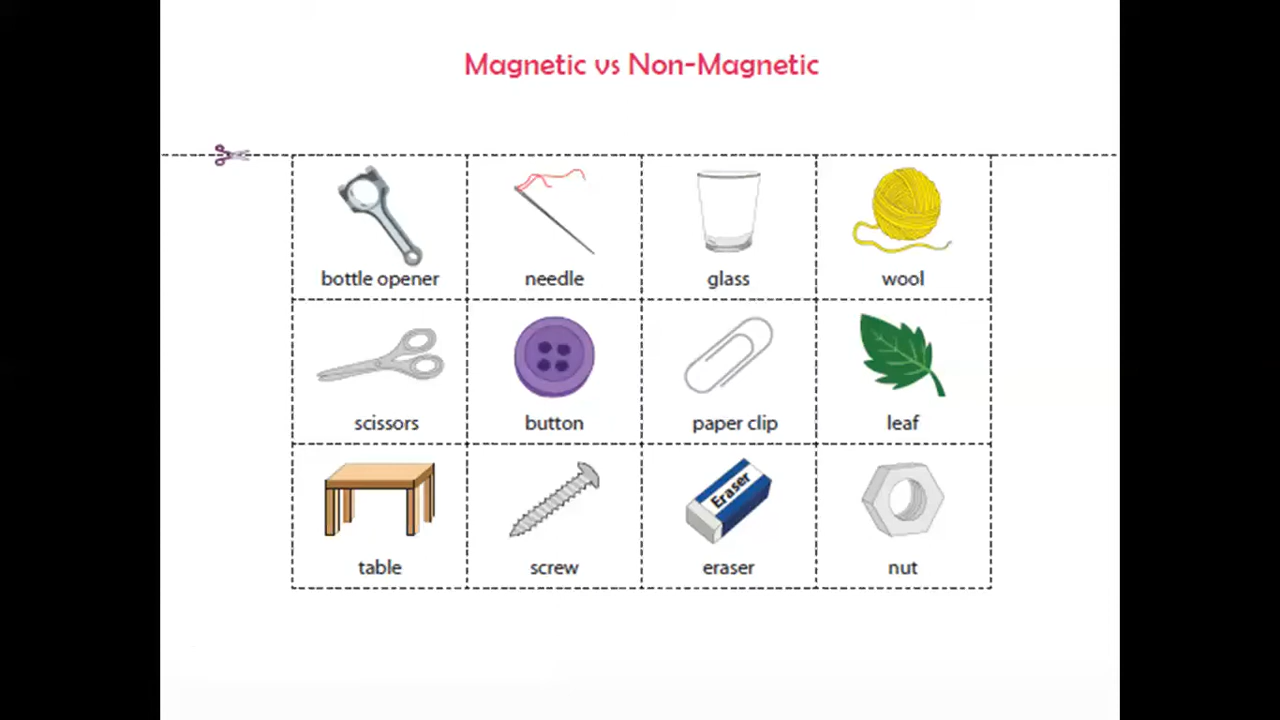 Magnetic vs Non-Magnetic
bottle opener
needle
glass
wool
scissors
button
paper clip
leaf
table
screw
Eraser
eraser
nut